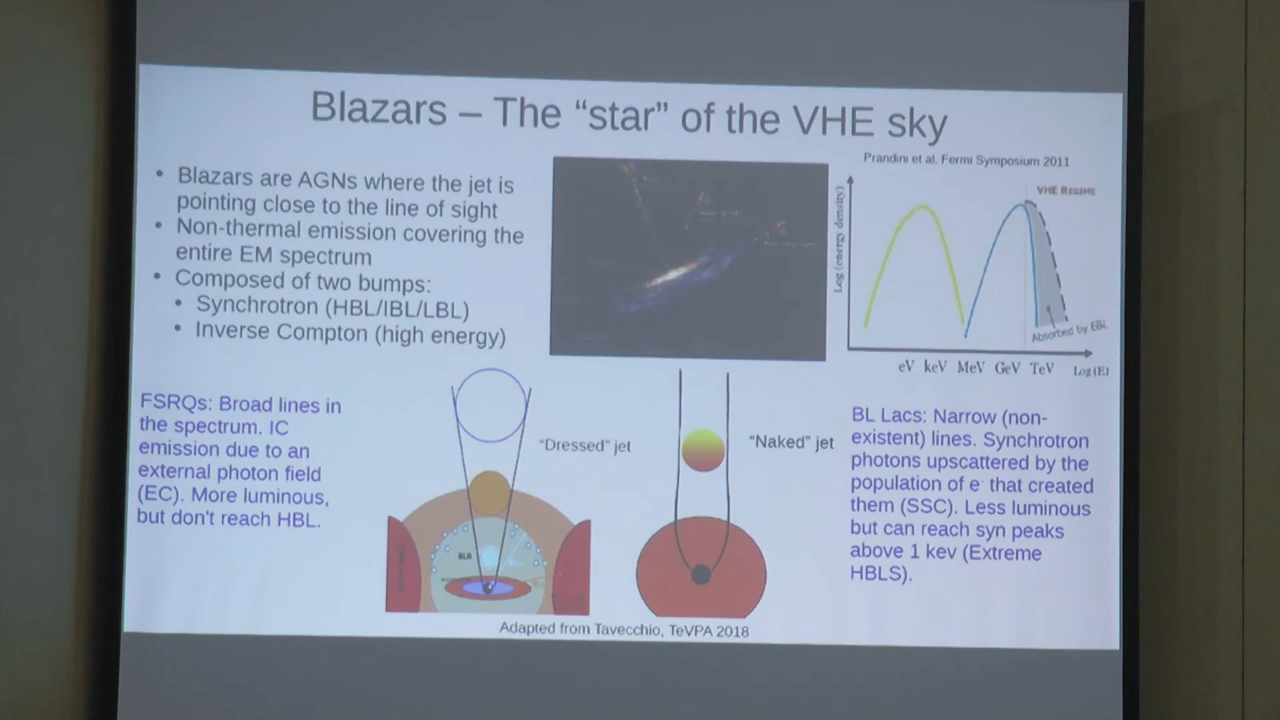 Blazars – The “star” of the VHE sky
• Blazars are AGNs where the jet is
pointing close to the line of sight
• Non-thermal emission covering the
entire EM spectrum
• Composed of two bumps:
• Synchrotron (HBL/IBL/LBL)
• Inverse Compton (high energy)
Prandini et al. Fermi Symposium 2011
VHE REGIME
Log (energy density)
Absorbed by EBL
eV keV MeV GeV TeV Log(E)
FSRQs: Broad lines in
the spectrum. IC
emission due to an
external photon field
(EC). More luminous,
but don't reach HBL.
“Dressed” jet
BLR
“Naked” jet
BL Lacs: Narrow (non-
existent) lines. Synchrotron
photons upscattered by the
population of e- that created
them (SSC). Less luminous
but can reach syn peaks
above 1 kev (Extreme
HBLS).
Adapted from Tavecchio, TeVPA 2018